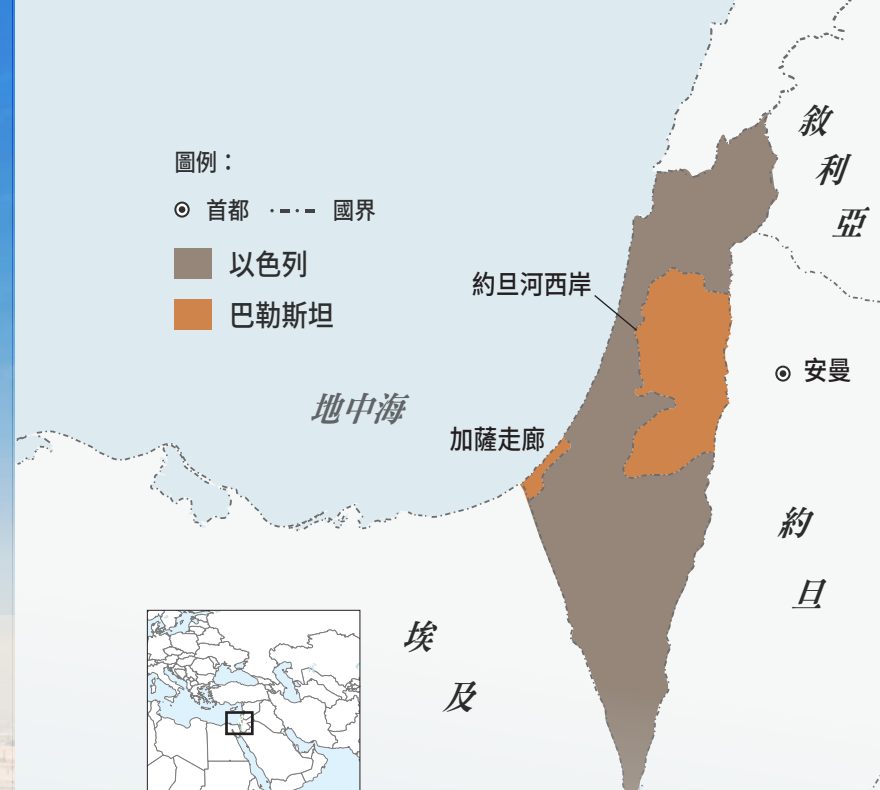 圖例：
首都 國界
以色列
巴勒斯坦
敘利亞
約旦河西岸
安曼
地中海
加薩走廊
約旦
埃及